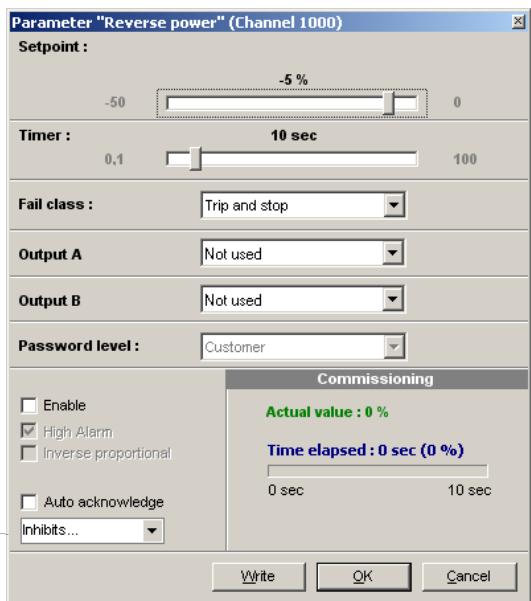 Parameter "Reverse power" (Channel 1000)
Setpoint :
-5 %
-50 0
Timer : 10 sec
0,1 100
Fail class : Trip and stop
Output A Not used
Output B Not used
Password level : Customer
Commissioning
Enable
High Alarm
Inverse proportional
Auto acknowledge
Inhibits...
Actual value : 0 %
Time elapsed : 0 sec (0 %)
0 sec 10 sec
Write OK Cancel